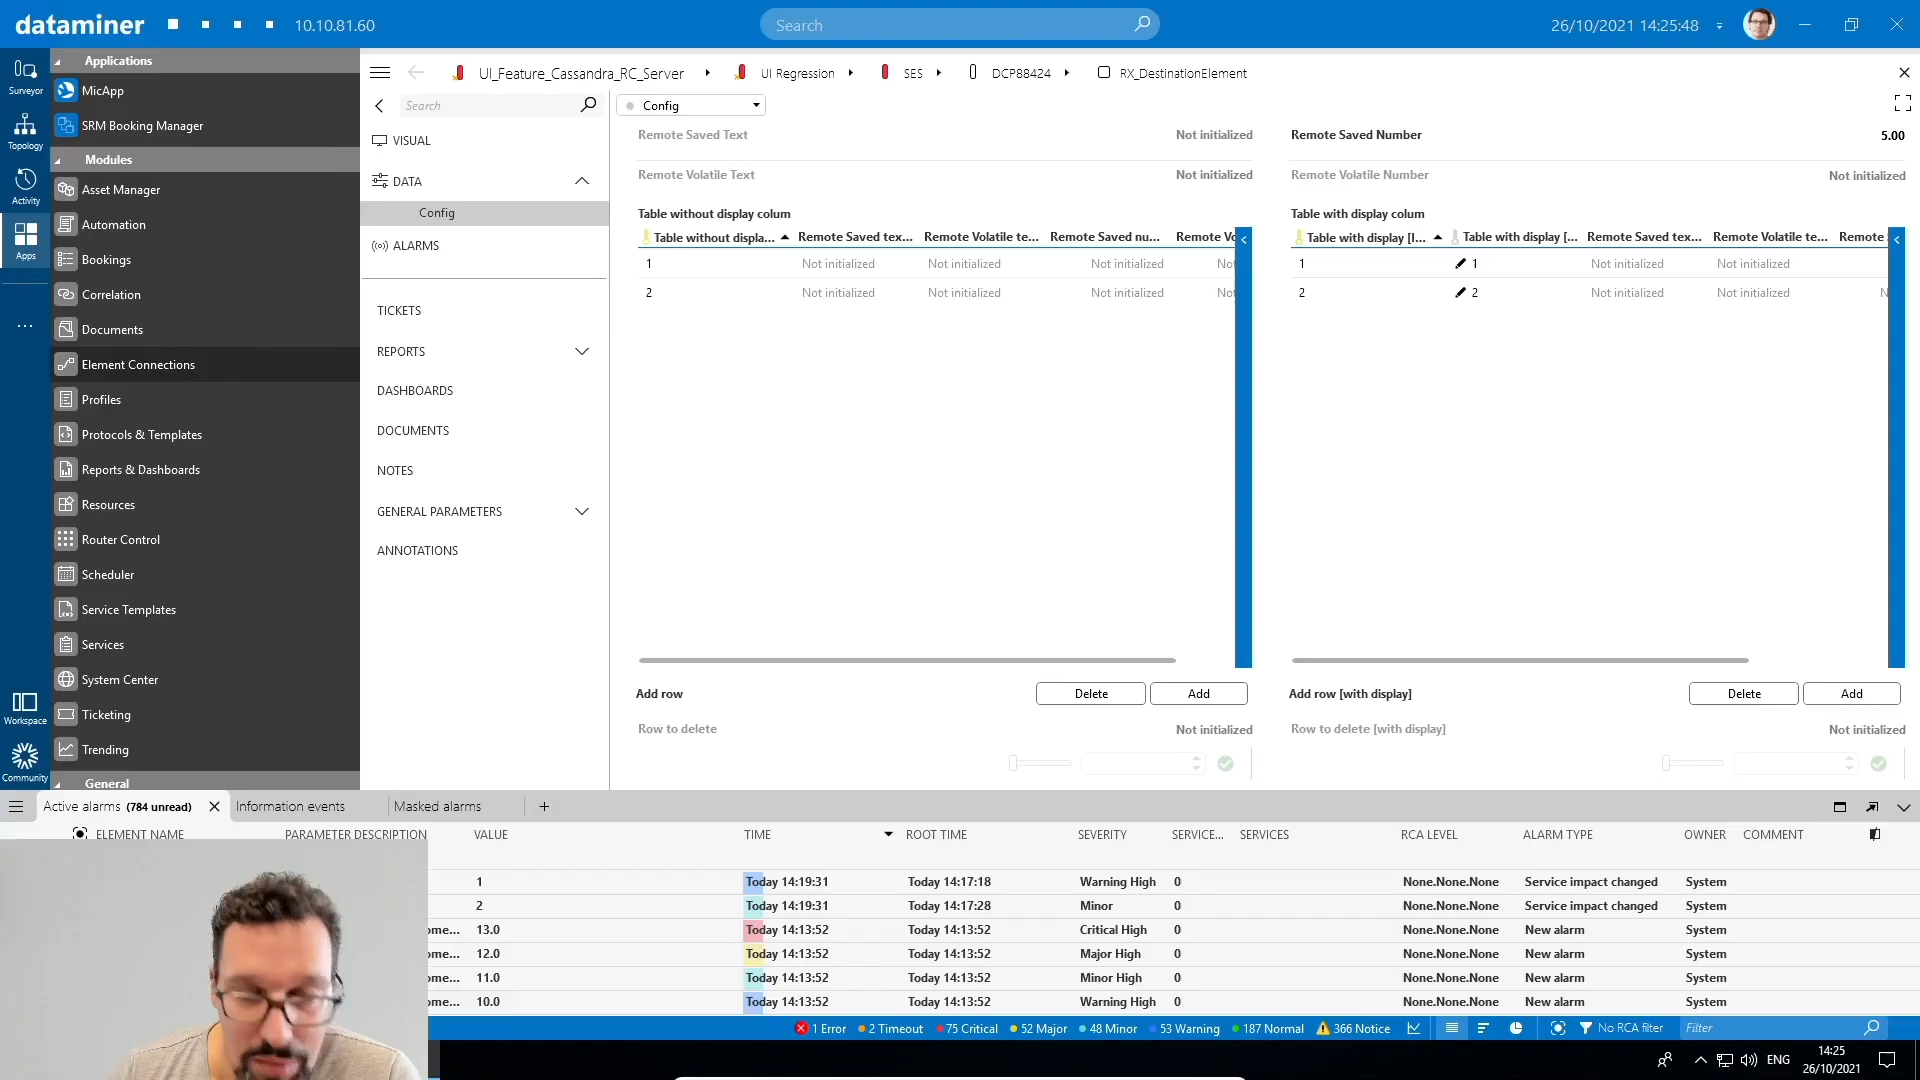 dataminer 10.10.81.60 Search 26/10/2021 14:25:48
Surveyor
Topology
Activity
Apps
...
Workspace
Community
Applications
MicApp
SRM Booking Manager
Modules
Asset Manager
Automation
Bookings
Correlation
Documents
Element Connections
Profiles
Protocols & Templates
Reports & Dashboards
Resources
Router Control
Scheduler
Service Templates
Services
System Center
Ticketing
Trending
General
UI_Feature_Cassandra_RC_Server UI Regression SES DCP88424 RX_DestinationElement
Search
VISUAL
DATA
Config
ALARMS
TICKETS
REPORTS
DASHBOARDS
DOCUMENTS
NOTES
GENERAL PARAMETERS
ANNOTATIONS
Config
Remote Saved Text Not initialized
Remote Volatile Text Not initialized
Table without display colum
Table without displa... Remote Saved tex... Remote Volatile te... Remote Saved nu... Remote Vo
1 Not initialized Not initialized Not initialized Not
2 Not initialized Not initialized Not initialized Not
Add row Delete Add
Row to delete Not initialized
Remote Saved Number 5.00
Remote Volatile Number Not initialized
Table with display colum
Table with display [I... Table with display [... Remote Saved tex... Remote Volatile te... Remote
1 1 Not initialized Not initialized
2 2 Not initialized Not initialized N
Add row [with display] Delete Add
Row to delete [with display] Not initialized
Active alarms (784 unread) Information events Masked alarms
ELEMENT NAME PARAMETER DESCRIPTION VALUE TIME ROOT TIME SEVERITY SERVICE... SERVICES RCA LEVEL ALARM TYPE OWNER COMMENT
1 Today 14:19:31 Today 14:17:18 Warning High 0 None.None.None Service impact changed System
2 Today 14:19:31 Today 14:17:28 Minor 0 None.None.None Service impact changed System
ome... 13.0 Today 14:13:52 Today 14:13:52 Critical High 0 None.None.None New alarm System
ome... 12.0 Today 14:13:52 Today 14:13:52 Major High 0 None.None.None New alarm System
ome... 11.0 Today 14:13:52 Today 14:13:52 Minor High 0 None.None.None New alarm System
ome... 10.0 Today 14:13:52 Today 14:13:52 Warning High 0 None.None.None New alarm System
1 Error 2 Timeout 75 Critical 52 Major 48 Minor 53 Warning 187 Normal 366 Notice No RCA filter Filter
ENG 14:25
26/10/2021